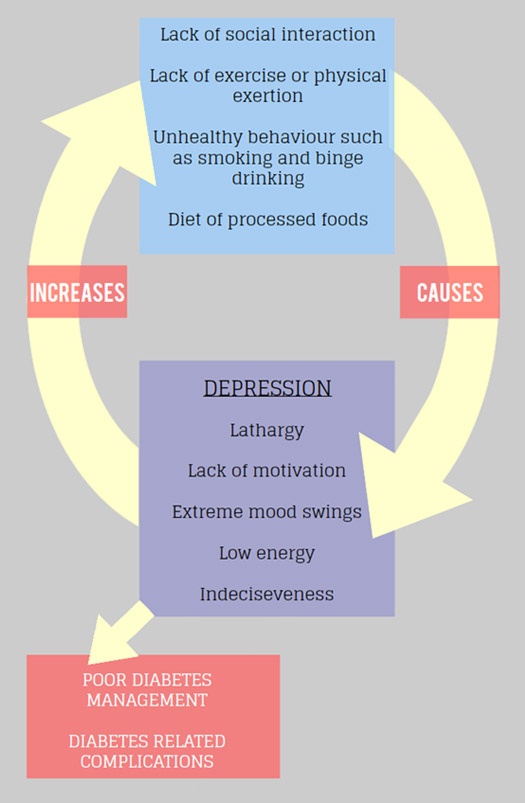 Lack of social interaction
Lack of exercise or physical
exertion
Unhealthy behaviour such
as smoking and binge
drinking
Diet of processed foods
INCREASES
CAUSES
DEPRESSION
Lathargy
Lack of motivation
Extreme mood swings
Low energy
Indeciseveness
POOR DIABETES
MANAGEMENT
DIABETES RELATED
COMPLICATIONS